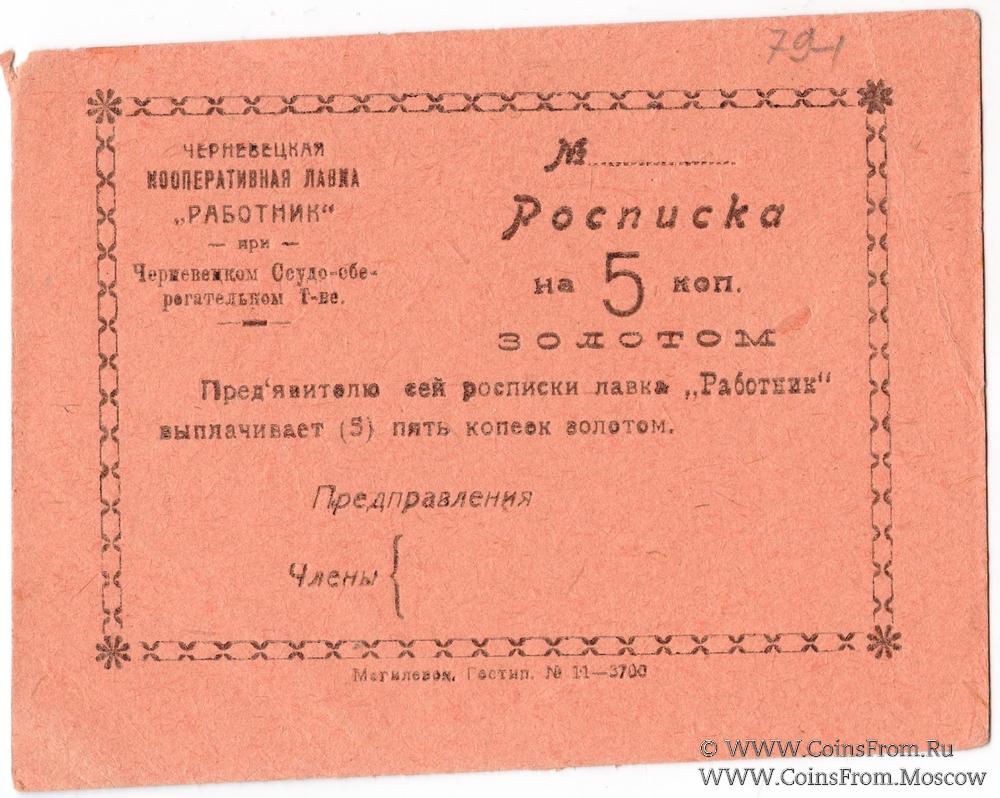 79-1
ЧЕРНЕВЕЦКАЯ
КООПЕРАТИВНАЯ ЛАВКА
„РАБОТНИК“
— при —
Черневецком Ссудо-сбе-
регательном Т-ве.
№
Росписка
на 5 коп.
золотом
Пред'явителю сей росписки лавка „Работник“
выплачивает (5) пять копеек золотом.
Предправления
Члены {
Могилевск, Гостип. № 11—3700
© WWW.CoinsFrom.Ru
WWW.CoinsFrom.Moscow